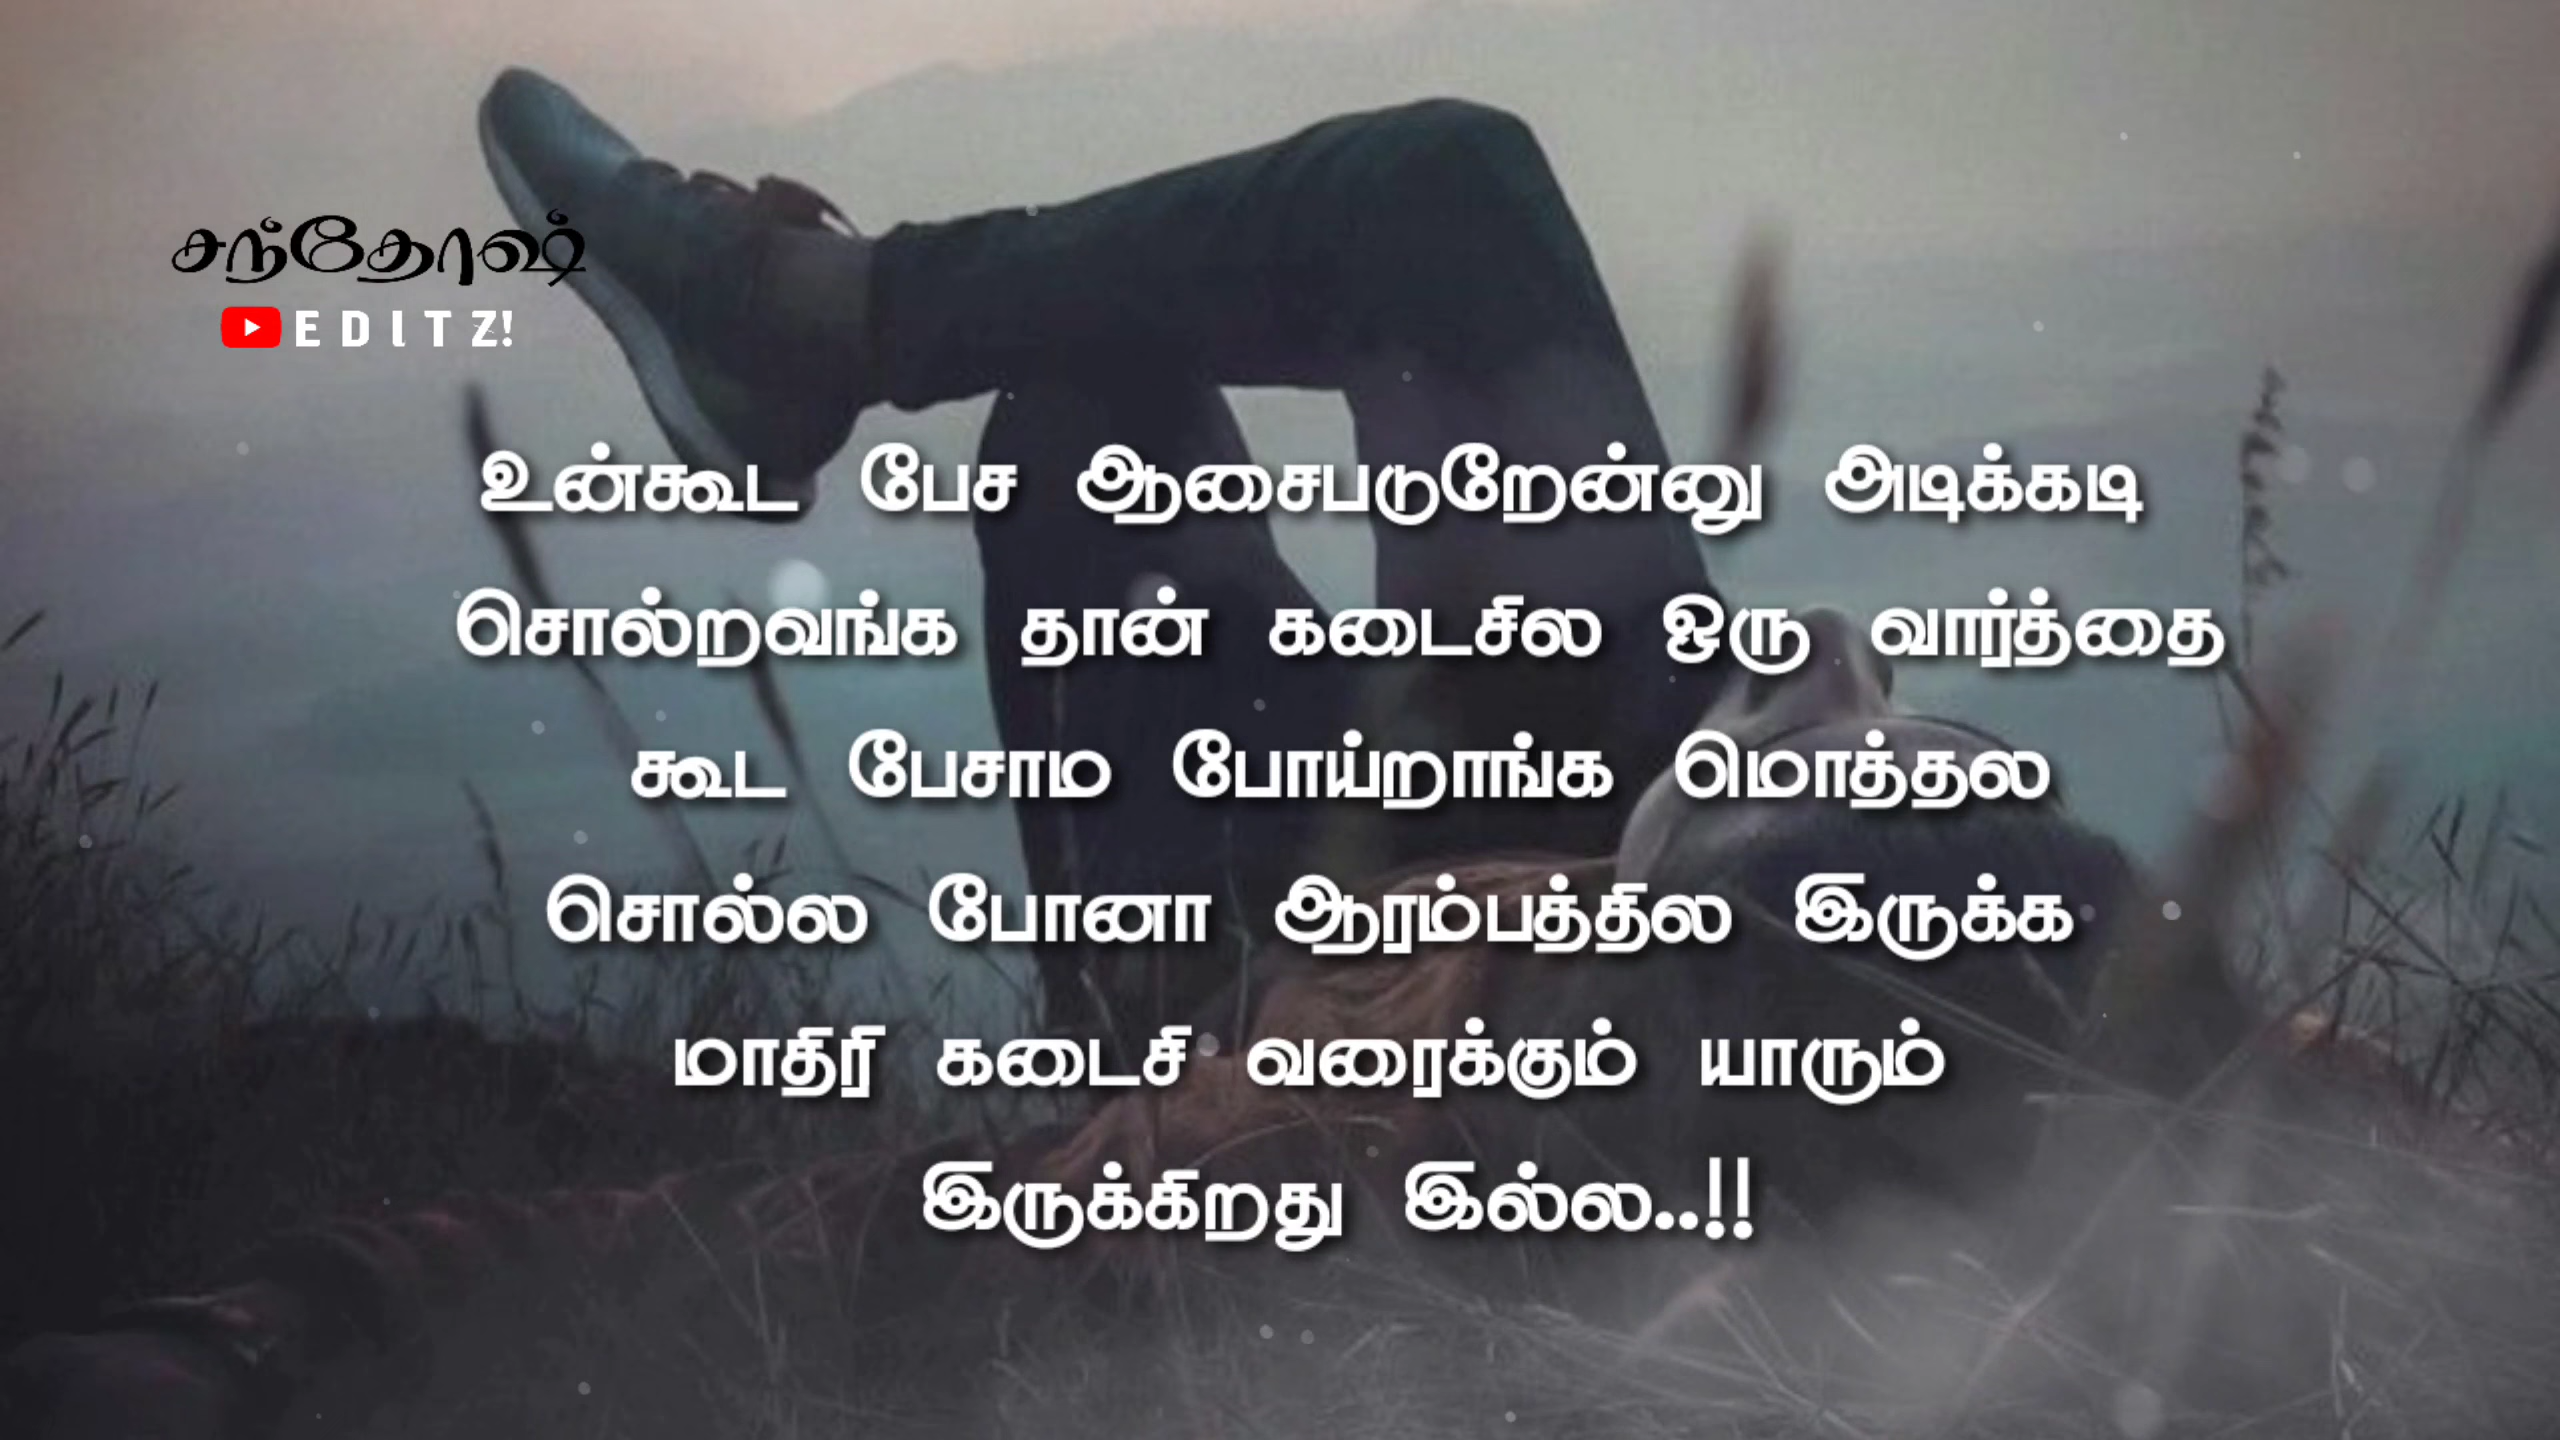 சந்தோஷ்
EDITZ!
உன்கூட பேச ஆசைபடுறேன்னு அடிக்கடி
சொல்றவங்க தான் கடைசில ஒரு வார்த்தை
கூட பேசாம போய்றாங்க மொத்தல
சொல்ல போனா ஆரம்பத்தில இருக்க
மாதிரி கடைசி வரைக்கும் யாரும்
இருக்கிறது இல்ல..!!